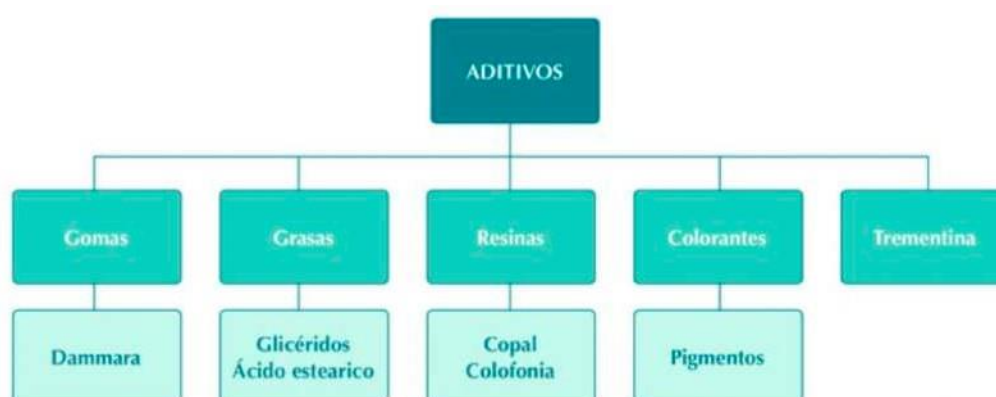 ADITIVOS
Gomas
Grasas
Resinas
Colorantes
Trementina
Dammara
Glicéridos
Ácido estearico
Copal
Colofonia
Pigmentos